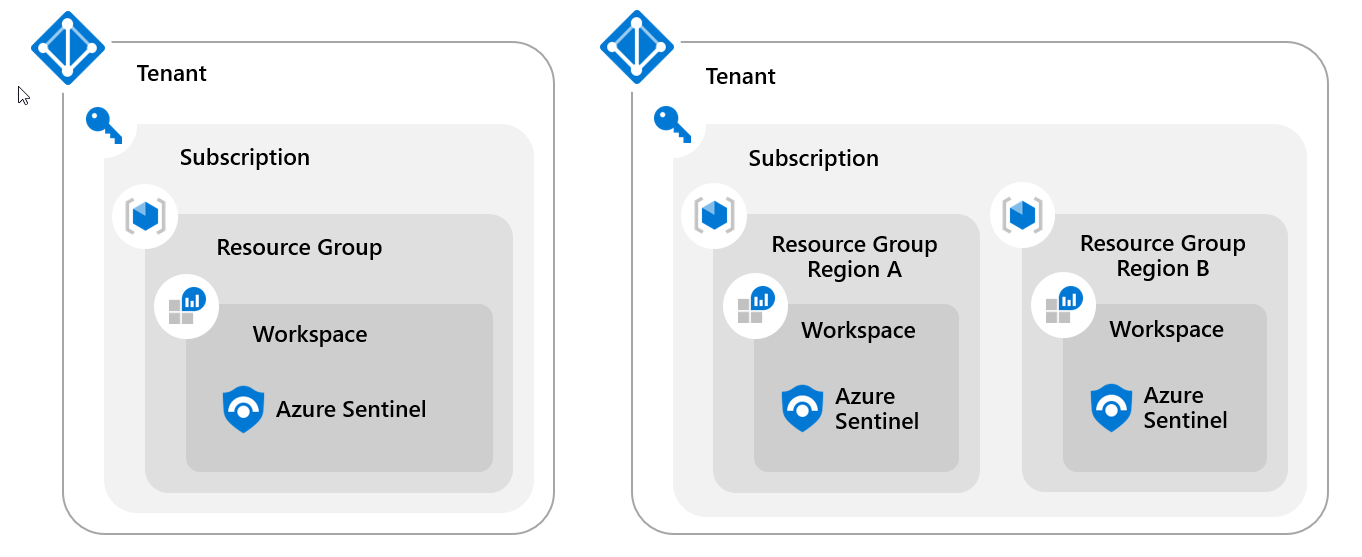 Tenant
Subscription
Resource Group
Workspace
Azure Sentinel
Tenant
Subscription
Resource Group
Region A
Workspace
Azure
Sentinel
Resource Group
Region B
Workspace
Azure
Sentinel